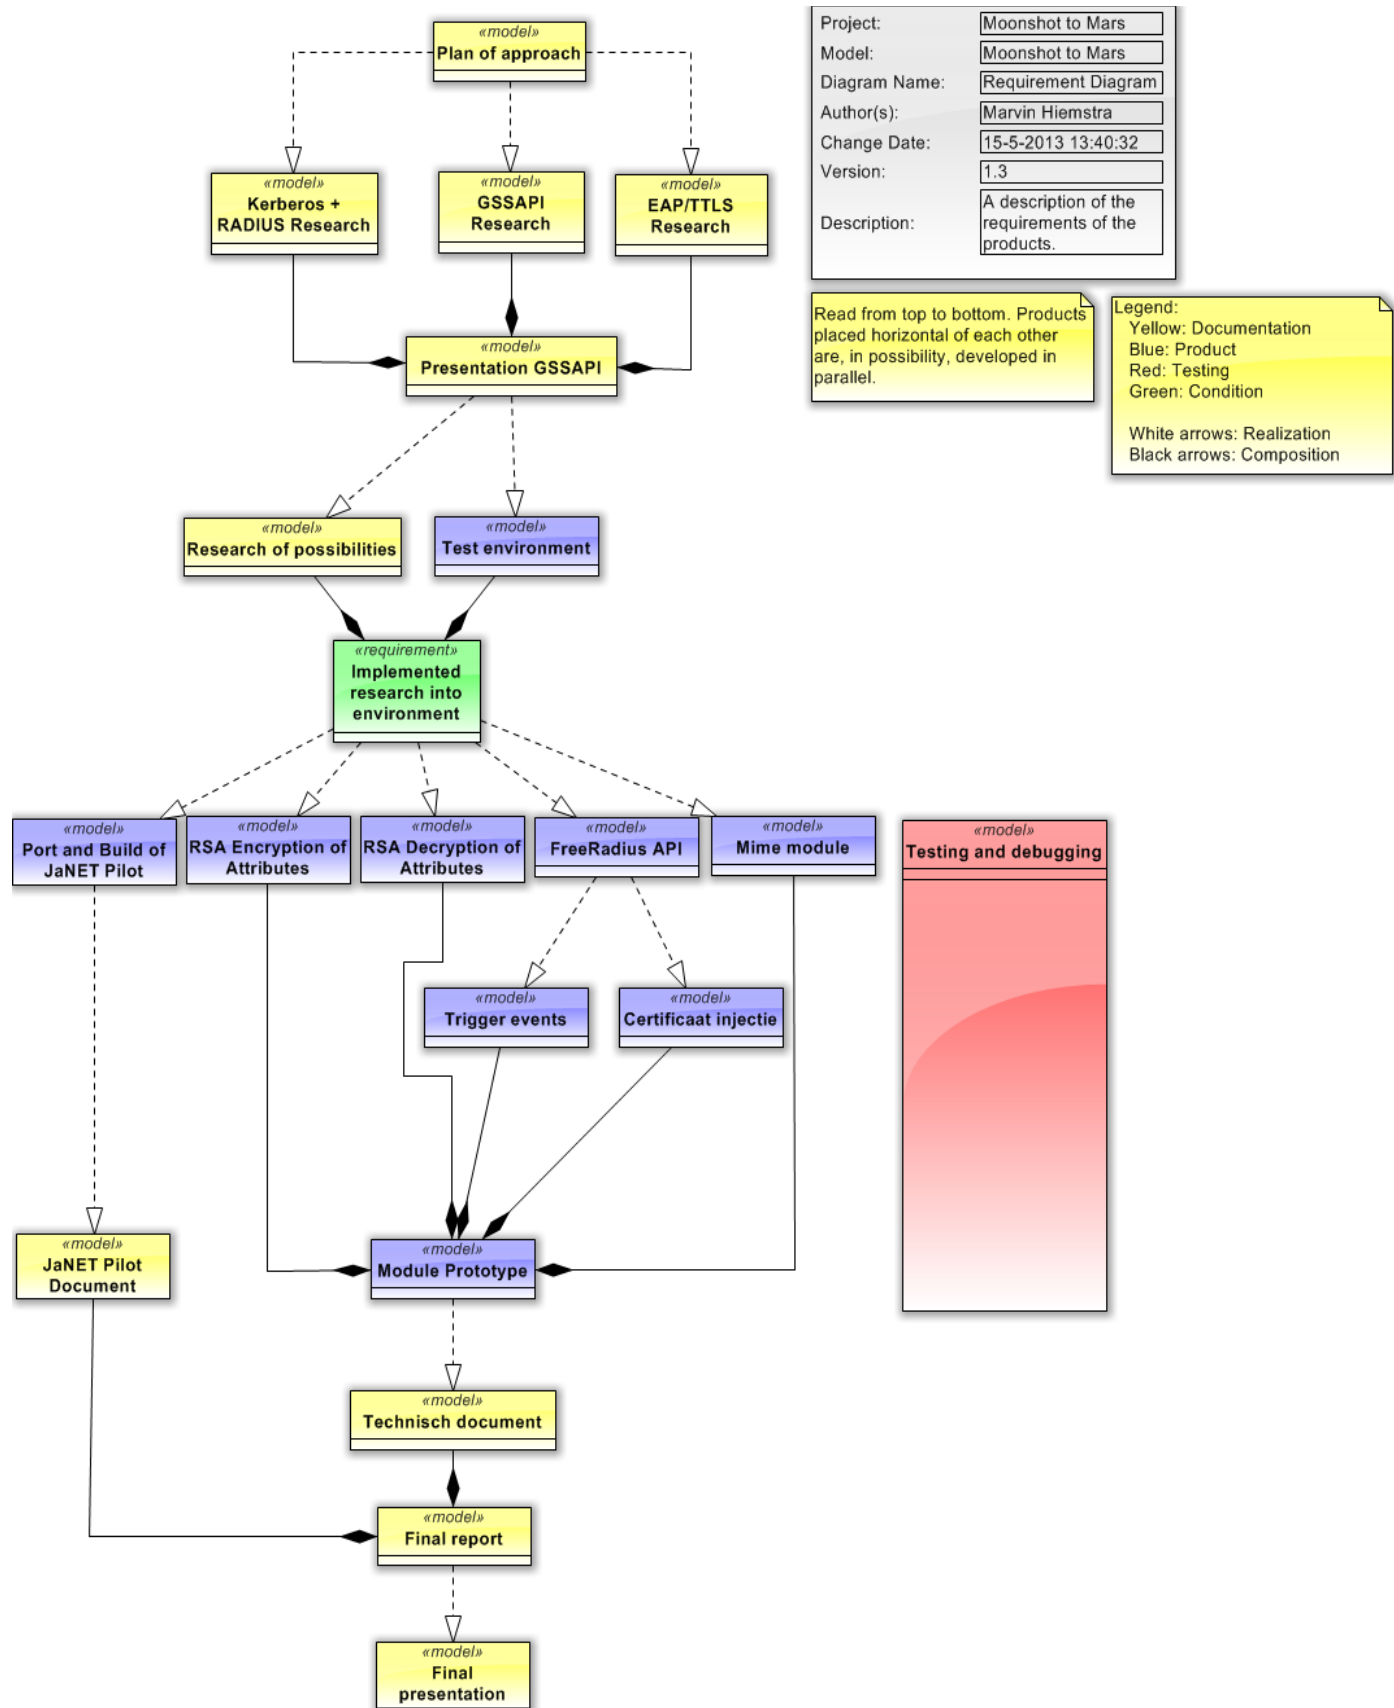 «model»
Plan of approach
Project:
Moonshot to Mars
Model:
Moonshot to Mars
Diagram Name:
Requirement Diagram
Author(s):
Marvin Hiemstra
Change Date:
15-5-2013 13:40:32
Version:
1.3
Description:
A description of the
requirements of the
products.
«model»
Kerberos +
RADIUS Research
«model»
GSSAPI
Research
«model»
EAP/TTLS
Research
Read from top to bottom. Products
placed horizontal of each other
are, in possibility, developed in
parallel.
Legend:
Yellow: Documentation
Blue: Product
Red: Testing
Green: Condition
White arrows: Realization
Black arrows: Composition
«model»
Presentation GSSAPI
«model»
Research of possibilities
«model»
Test environment
«requirement»
Implemented
research into
environment
«model»
Port and Build of
JaNET Pilot
«model»
RSA Encryption of
Attributes
«model»
RSA Decryption of
Attributes
«model»
FreeRadius API
«model»
Mime module
«model»
Testing and debugging
«model»
Trigger events
«model»
Certificaat injectie
«model»
JaNET Pilot
Document
«model»
Module Prototype
«model»
Technisch document
«model»
Final report
«model»
Final
presentation